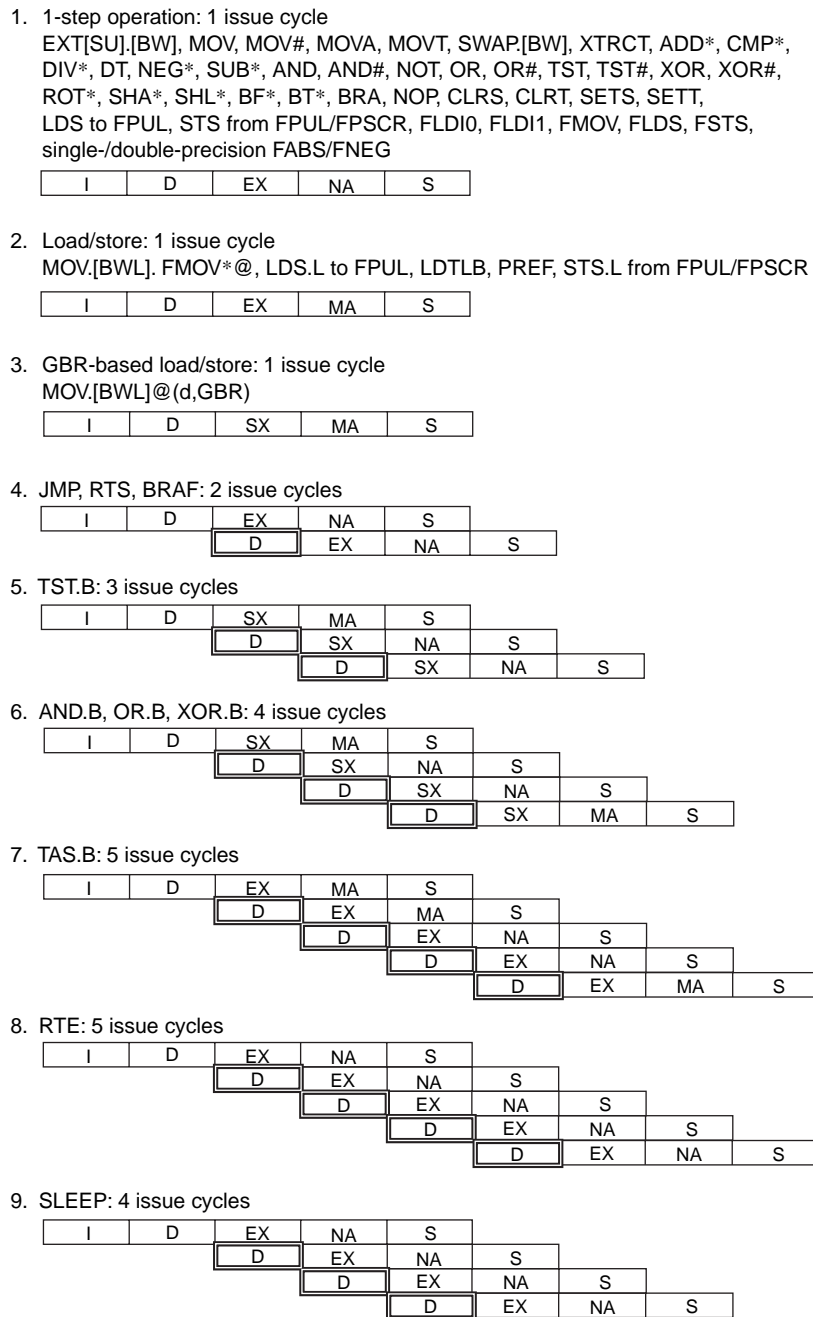 1. 1-step operation: 1 issue cycle
EXT[SU].[BW], MOV, MOV#, MOVA, MOVT, SWAP.[BW], XTRCT, ADD*, CMP*,
DIV*, DT, NEG*, SUB*, AND, AND#, NOT, OR, OR#, TST, TST#, XOR, XOR#,
ROT*, SHA*, SHL*, BF*, BT*, BRA, NOP, CLRS, CLRT, SETS, SETT,
LDS to FPUL, STS from FPUL/FPSCR, FLDI0, FLDI1, FMOV, FLDS, FSTS,
single-/double-precision FABS/FNEG
I D EX NA S
2. Load/store: 1 issue cycle
MOV.[BWL]. FMOV*@, LDS.L to FPUL, LDTLB, PREF, STS.L from FPUL/FPSCR
I D EX MA S
3. GBR-based load/store: 1 issue cycle
MOV.[BWL]@(d,GBR)
I D SX MA S
4. JMP, RTS, BRAF: 2 issue cycles
I D EX NA S
D EX NA S
5. TST.B: 3 issue cycles
I D SX MA S
D SX NA S
D SX NA S
6. AND.B, OR.B, XOR.B: 4 issue cycles
I D SX MA S
D SX NA S
D SX NA S
D SX MA S
7. TAS.B: 5 issue cycles
I D EX MA S
D EX MA S
D EX NA S
D EX NA S
D EX MA S
8. RTE: 5 issue cycles
I D EX NA S
D EX NA S
D EX NA S
D EX NA S
D EX NA S
9. SLEEP: 4 issue cycles
I D EX NA S
D EX NA S
D EX NA S
D EX NA S